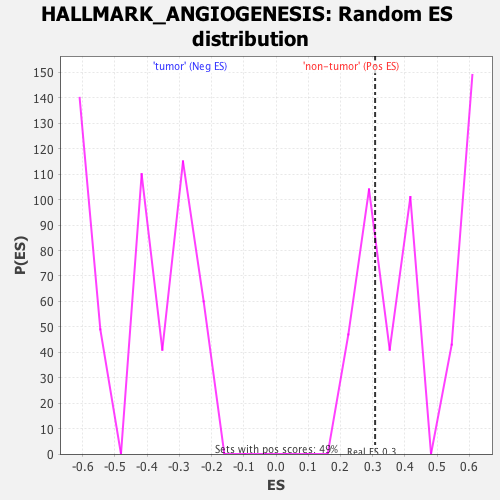 HALLMARK_ANGIOGENESIS: Random ES
distribution
'tumor' (Neg ES) 'non-tumor' (Pos ES)
150
140
130
120
110
100
90
80
70
60
50
40
30
20
10
0
P(ES)
Sets with pos scores: 49% Real ES 0.3
-0.6 -0.5 -0.4 -0.3 -0.2 -0.1 0.0 0.1 0.2 0.3 0.4 0.5 0.6
ES